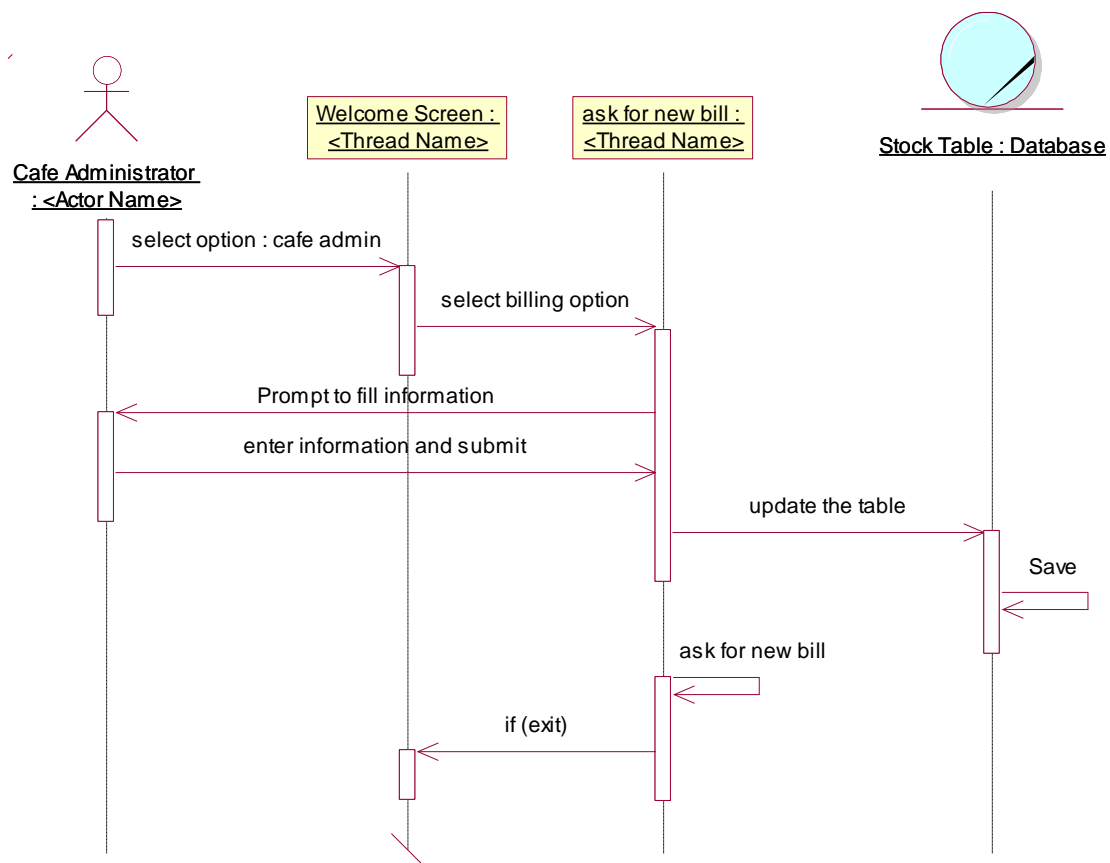 Welcome Screen :
<Thread Name>
ask for new bill :
<Thread Name>
Stock Table : Database
Cafe Administrator
: <Actor Name>
select option : cafe admin
select billing option
Prompt to fill information
enter information and submit
update the table
Save
ask for new bill
if (exit)